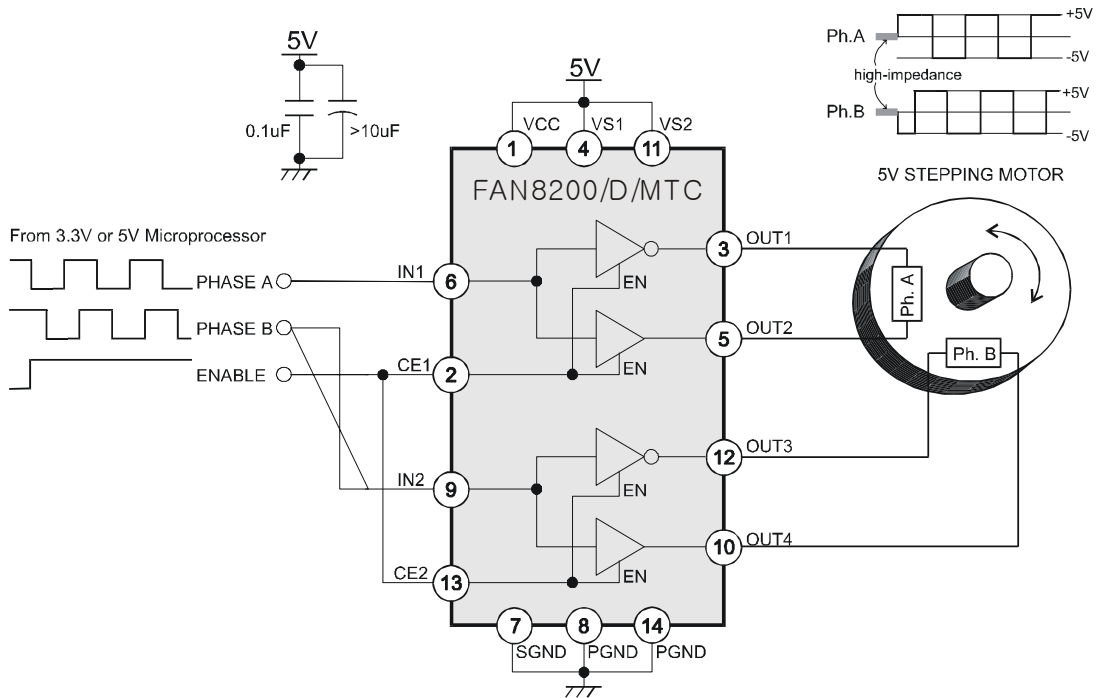 5V
0.1uF
>10uF
5V
Ph.A
+5V
-5V
high-impedance
Ph.B
+5V
-5V
VCC
VS1
VS2
1
4
11
FAN8200/D/MTC
5V STEPPING MOTOR
From 3.3V or 5V Microprocessor
PHASE A
IN1
6
EN
3
OUT1
Ph. A
PHASE B
5
OUT2
ENABLE
CE1
2
EN
Ph. B
12
OUT3
IN2
9
EN
10
OUT4
CE2
13
EN
7
8
14
SGND
PGND
PGND